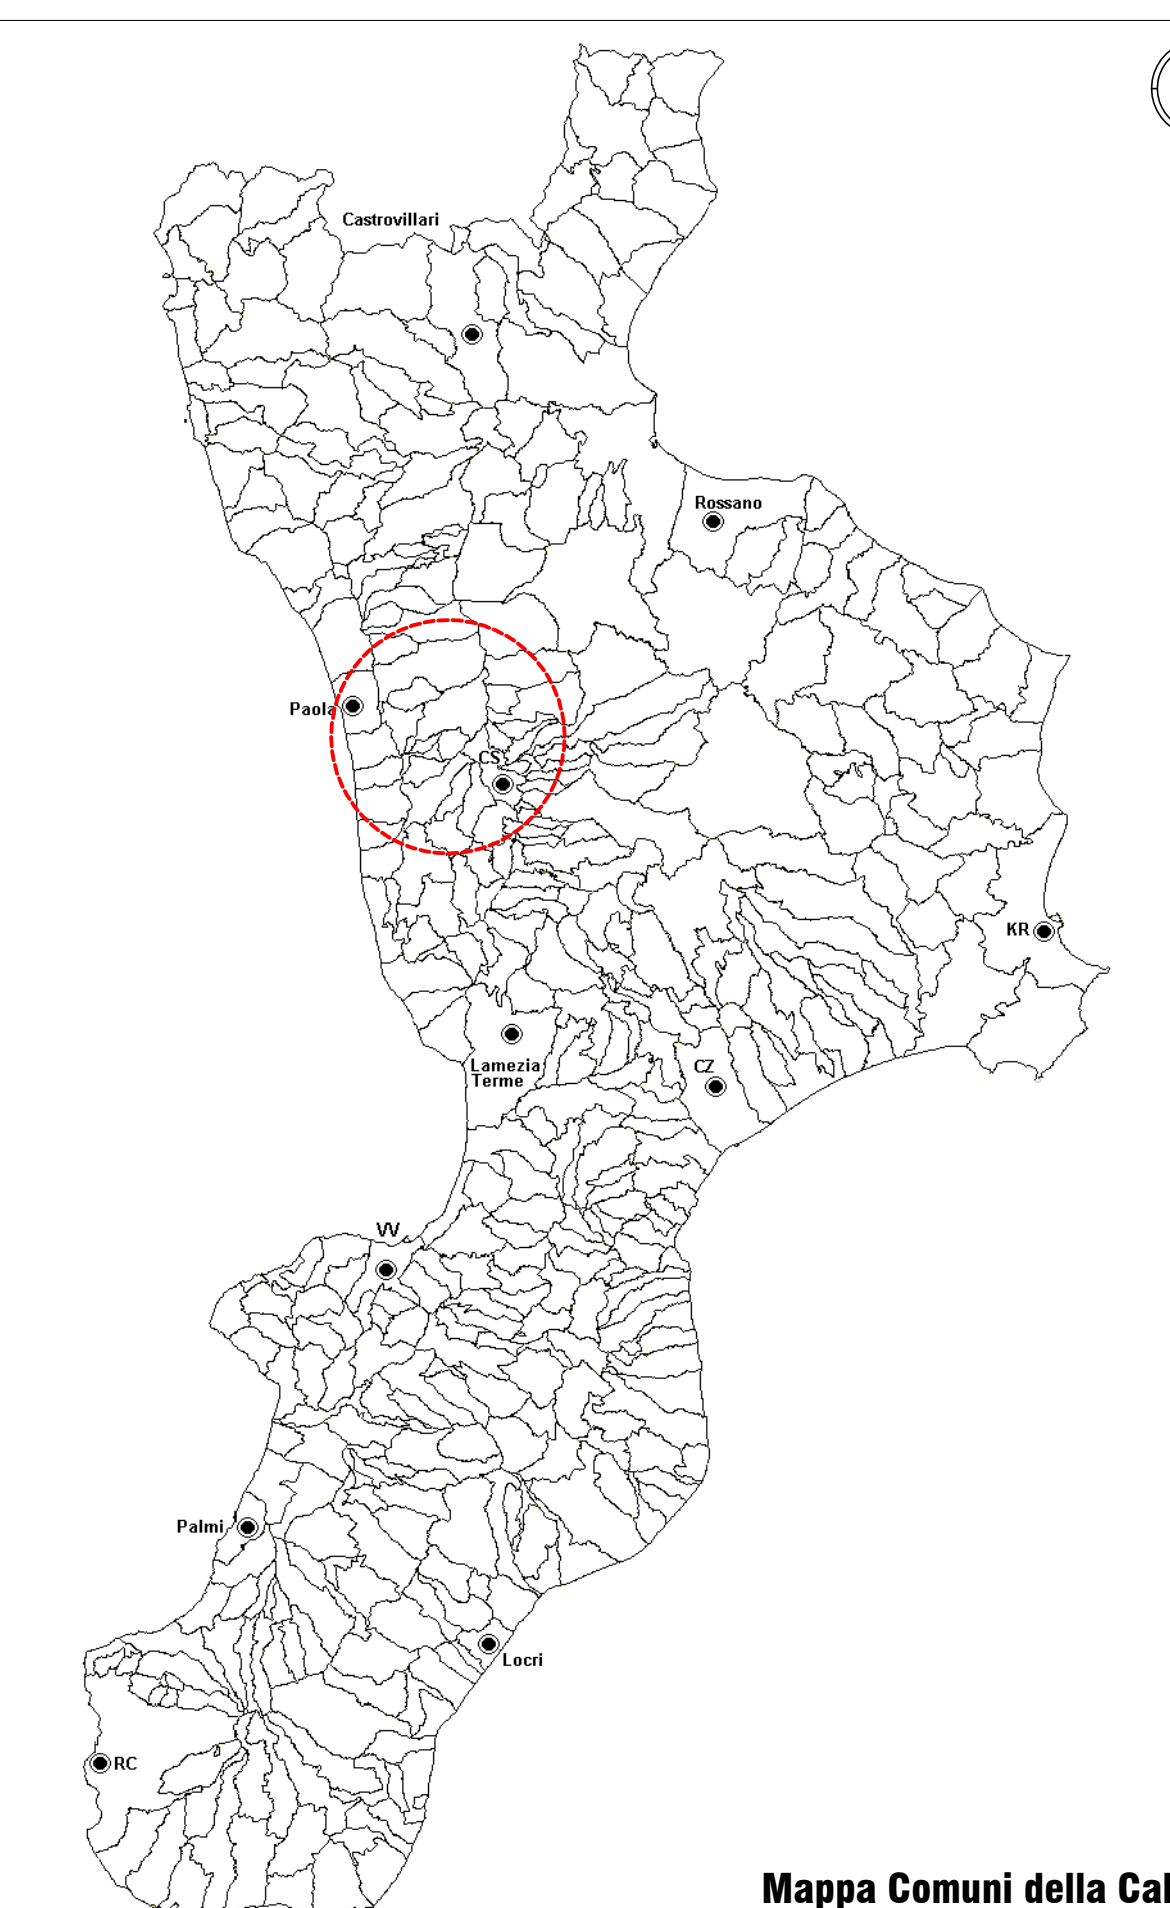 Castrovillari
Rossano
Paola
CS
KR
Lamezia
Terme
CZ
VV
Palmi
Locri
RC
Mappa Comuni della Cal